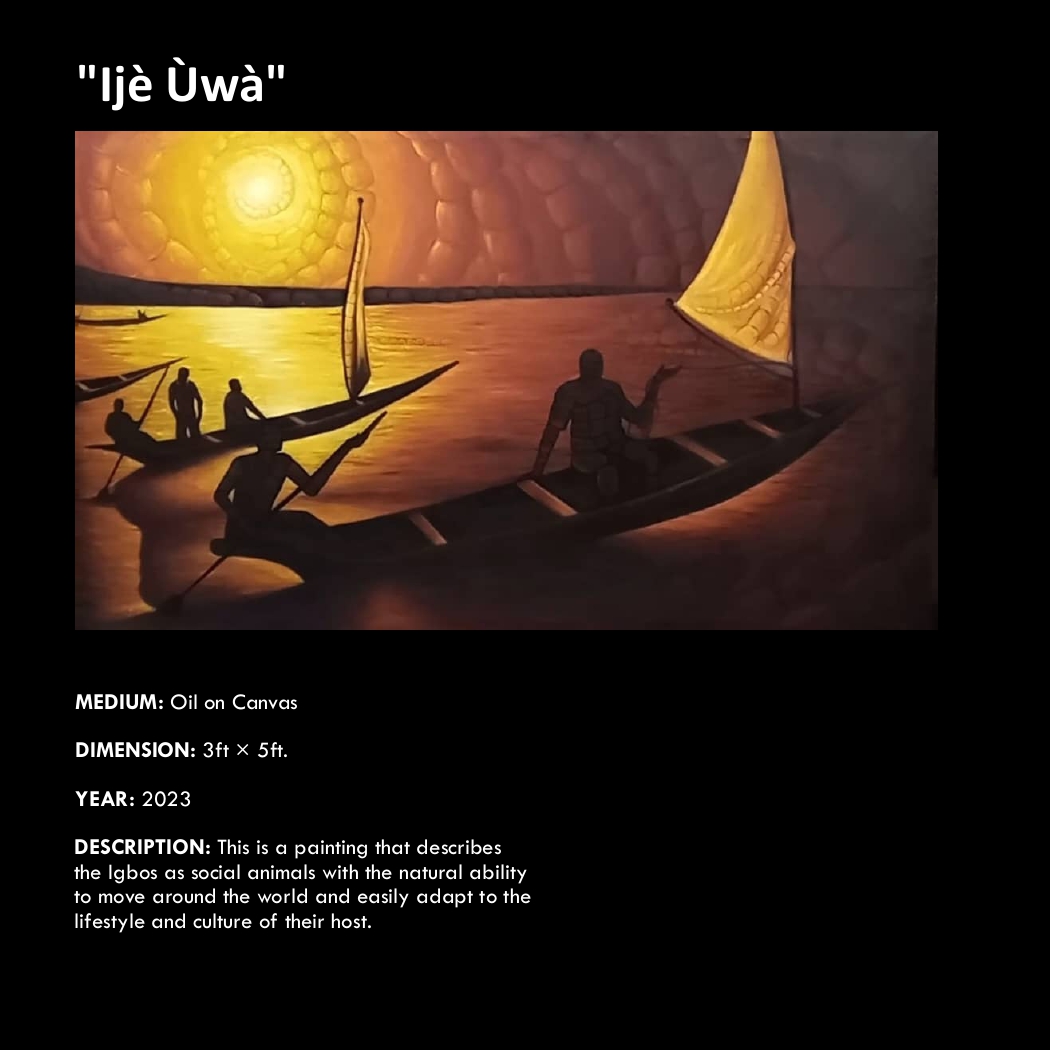 "Ijè Ùwà"
MEDIUM: Oil on Canvas
DIMENSION: 3ft × 5ft.
YEAR: 2023
DESCRIPTION: This is a painting that describes
the Igbos as social animals with the natural ability
to move around the world and easily adapt to the
lifestyle and culture of their host.